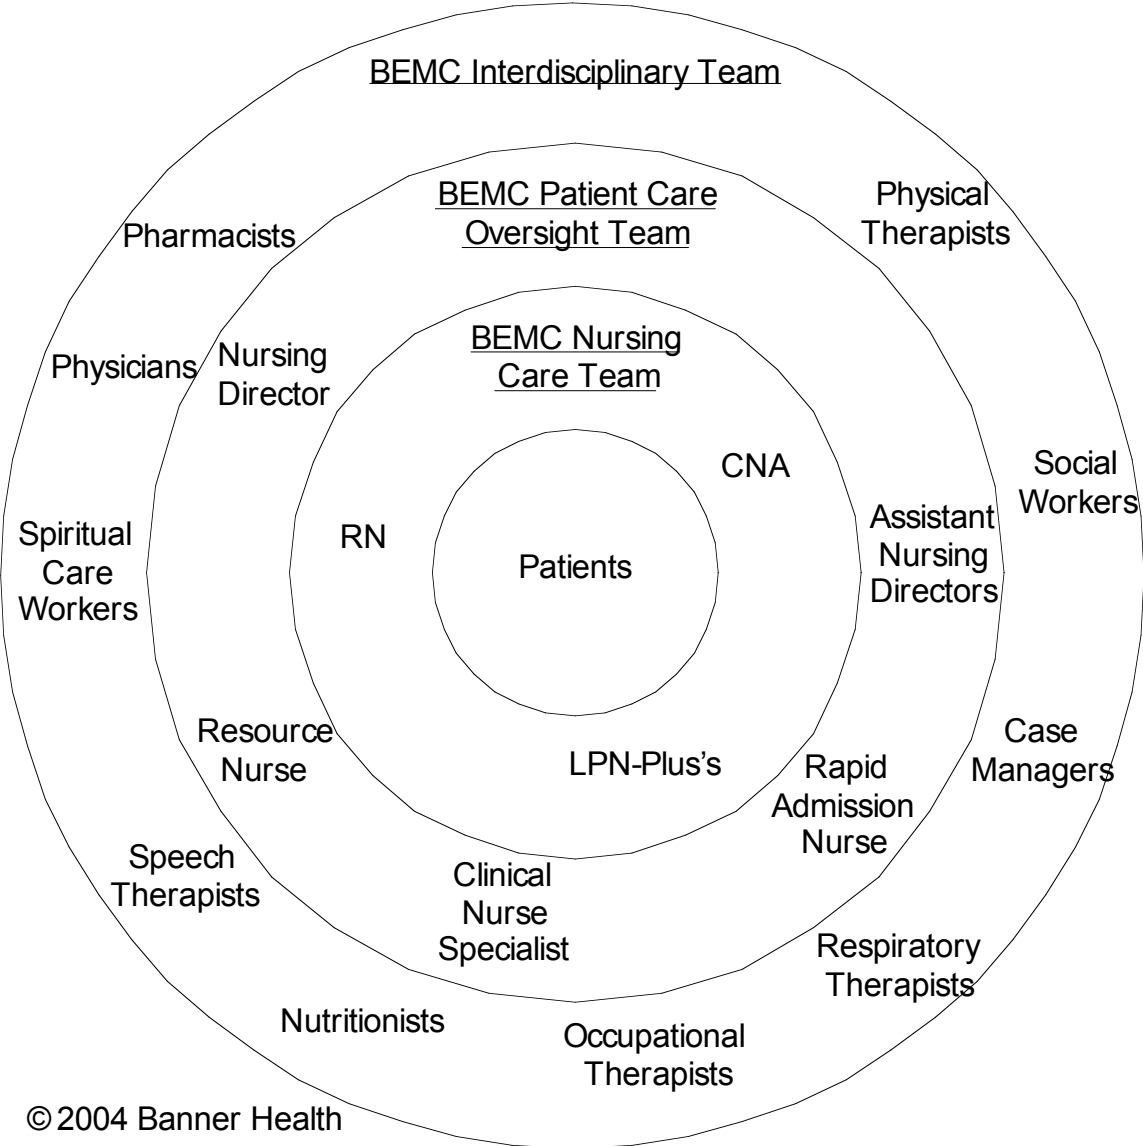 BEMC Interdisciplinary Team
BEMC Patient Care
Oversight Team
Physical
Therapists
Pharmacists
BEMC Nursing
Care Team
Physicians
Nursing
Director
CNA
Social
Workers
RN
Patients
Assistant
Nursing
Directors
Spiritual
Care
Workers
Resource
Nurse
LPN-Plus’s
Rapid
Admission
Nurse
Case
Managers
Speech
Therapists
Clinical
Nurse
Specialist
Respiratory
Therapists
Nutritionists
Occupational
Therapists
© 2004 Banner Health